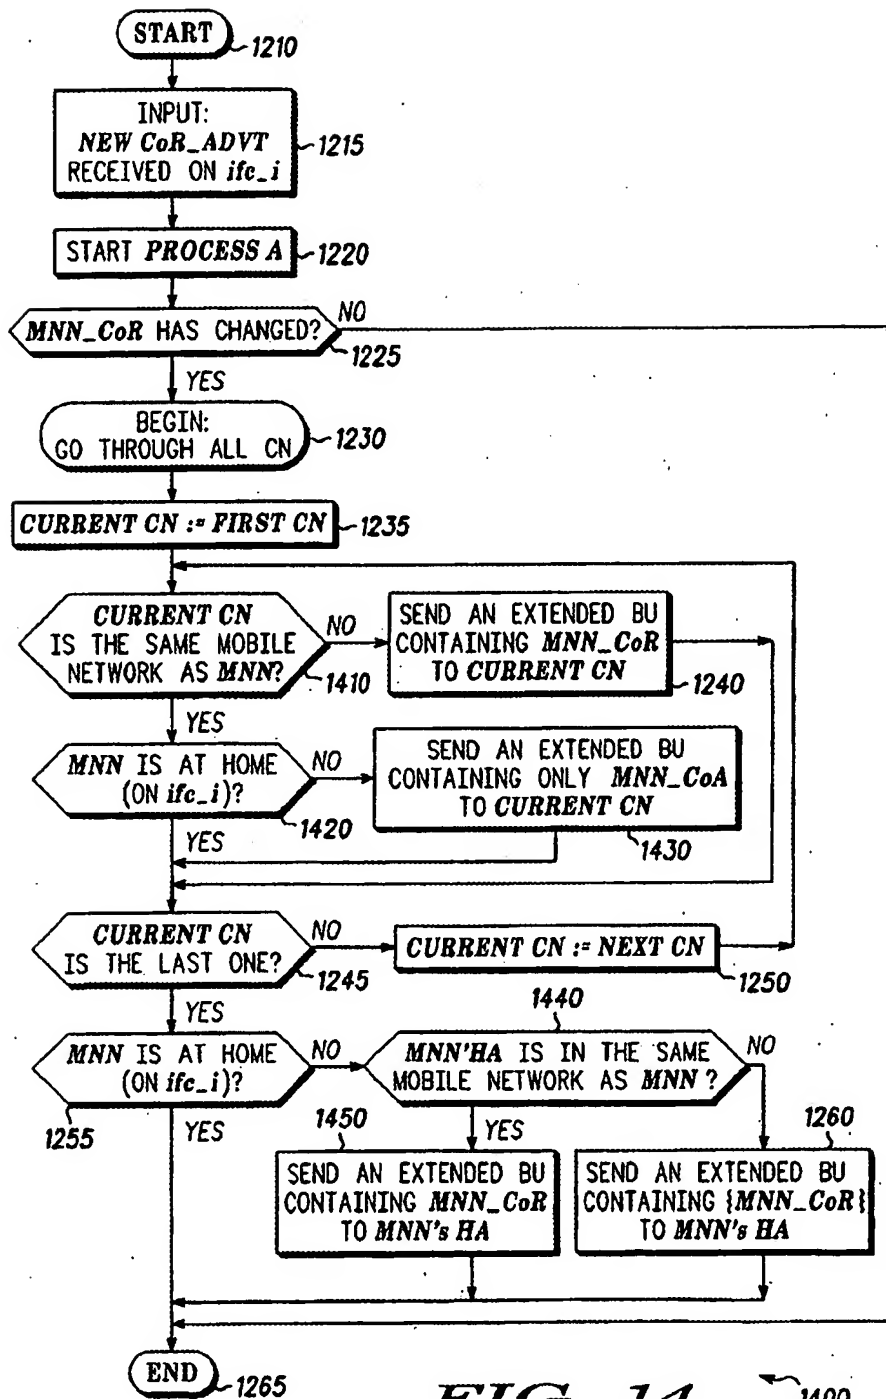 START
1210
INPUT:
NEW CoR_ADVT
RECEIVED ON ifc_i
1215
START PROCESS A
1220
MNN_CoR HAS CHANGED?
NO
1225
YES
BEGIN:
GO THROUGH ALL CN
1230
CURRENT CN := FIRST CN
1235
CURRENT CN
IS THE SAME MOBILE
NETWORK AS MNN?
NO
1410
SEND AN EXTENDED BU
CONTAINING MNN_CoR
TO CURRENT CN
1240
YES
MNN IS AT HOME
(ON ifc_i)?
NO
1420
SEND AN EXTENDED BU
CONTAINING ONLY MNN_CoA
TO CURRENT CN
1430
YES
CURRENT CN
IS THE LAST ONE?
NO
1245
CURRENT CN := NEXT CN
1250
YES
1440
MNN IS AT HOME
(ON ifc_i)?
NO
1255
MNN'HA IS IN THE SAME
MOBILE NETWORK AS MNN ?
NO
YES
1450
YES
1260
SEND AN EXTENDED BU
CONTAINING MNN_CoR
TO MNN's HA
SEND AN EXTENDED BU
CONTAINING {MNN_CoR}
TO MNN's HA
END
1265
FIG. 14
1400